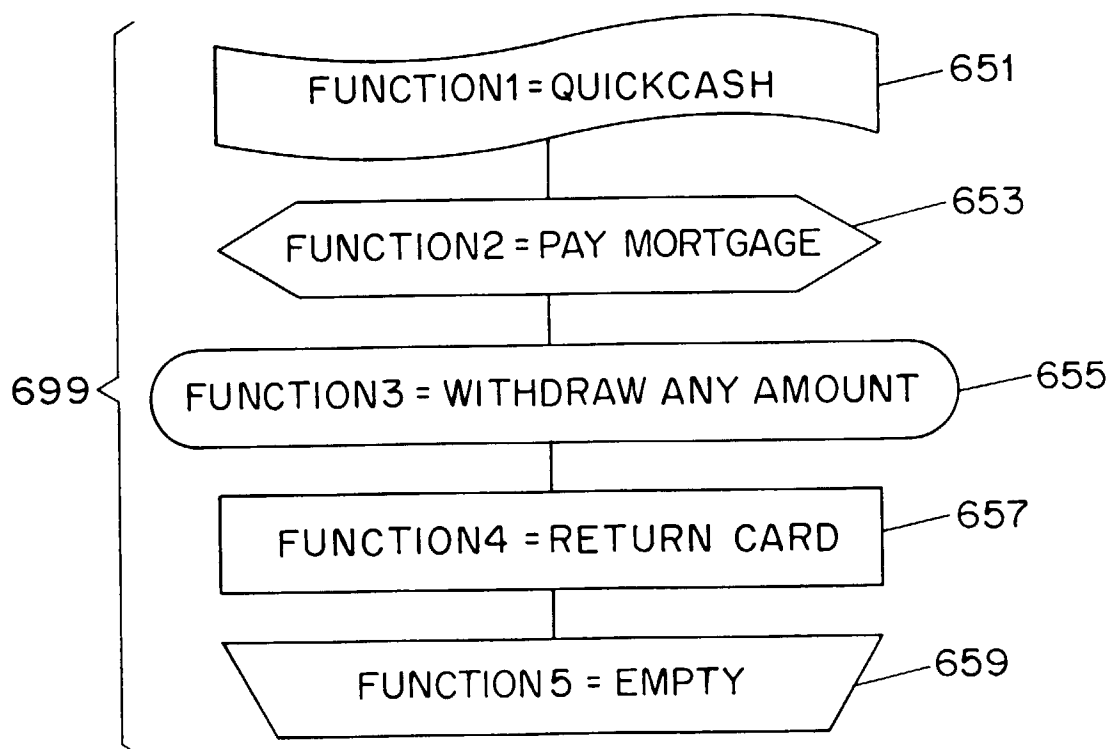 FUNCTION1 = QUICKCASH
651
FUNCTION2 = PAY MORTGAGE
653
699
FUNCTION3 = WITHDRAW ANY AMOUNT
655
FUNCTION4 = RETURN CARD
657
FUNCTION5 = EMPTY
659